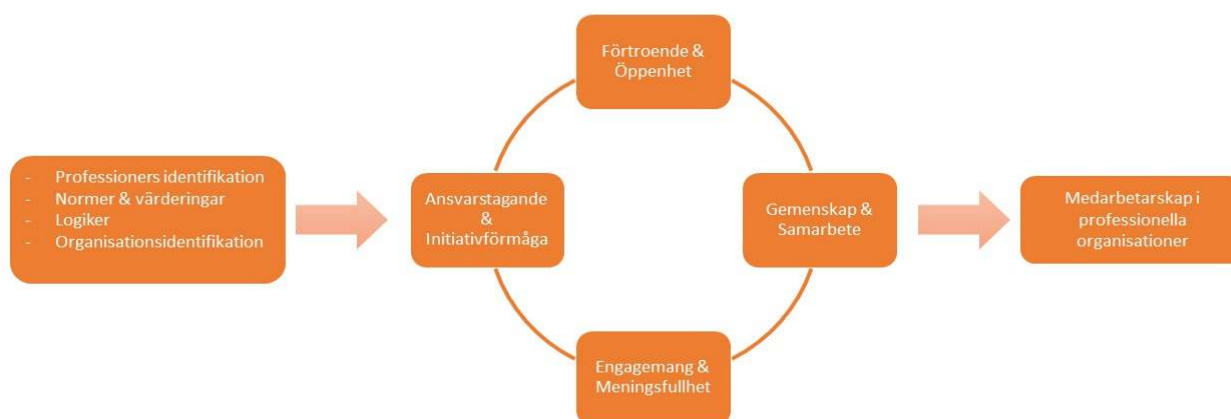 Förtroende &
Öppenhet
- Professioners identifikation
- Normer & värderingar
- Logiker
- Organisationsidentifikation
Ansvarstagande
&
Initiativförmåga
Gemenskap &
Samarbete
Medarbetarskap i
professionella
organisationer
Engagemang &
Meningsfullhet